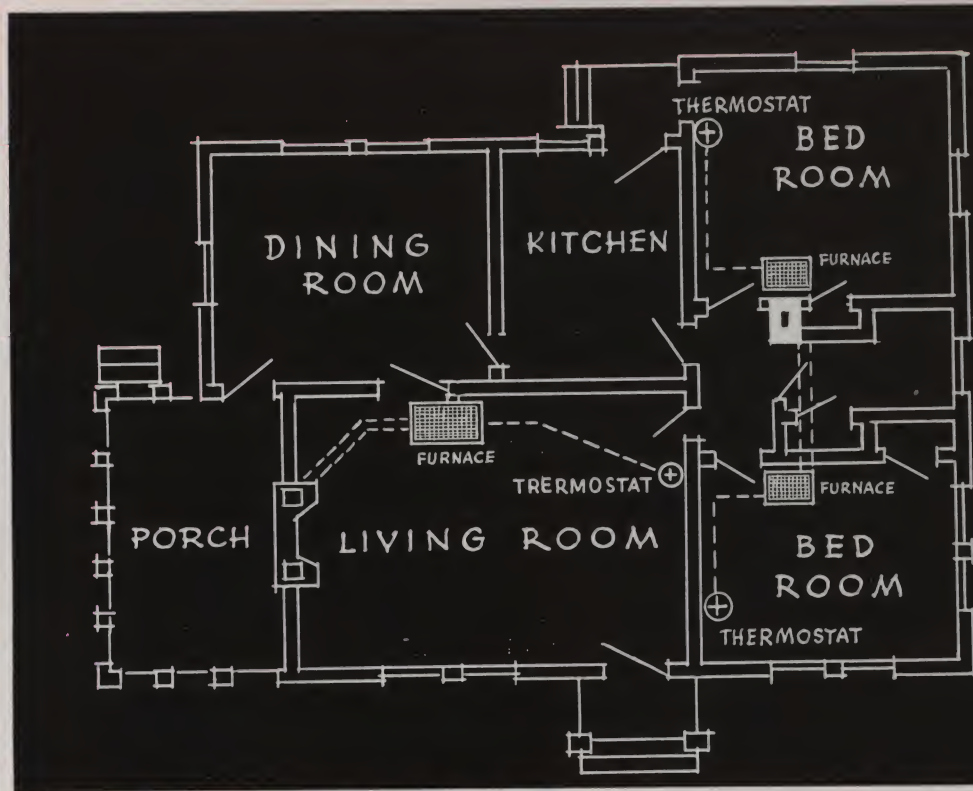 THERMOSTAT
BED
ROOM
DINING
ROOM
KITCHEN
FURNACE
FURNACE
TRERMOSTAT
FURNACE
PORCH
LIVING ROOM
BED
ROOM
THERMOSTAT